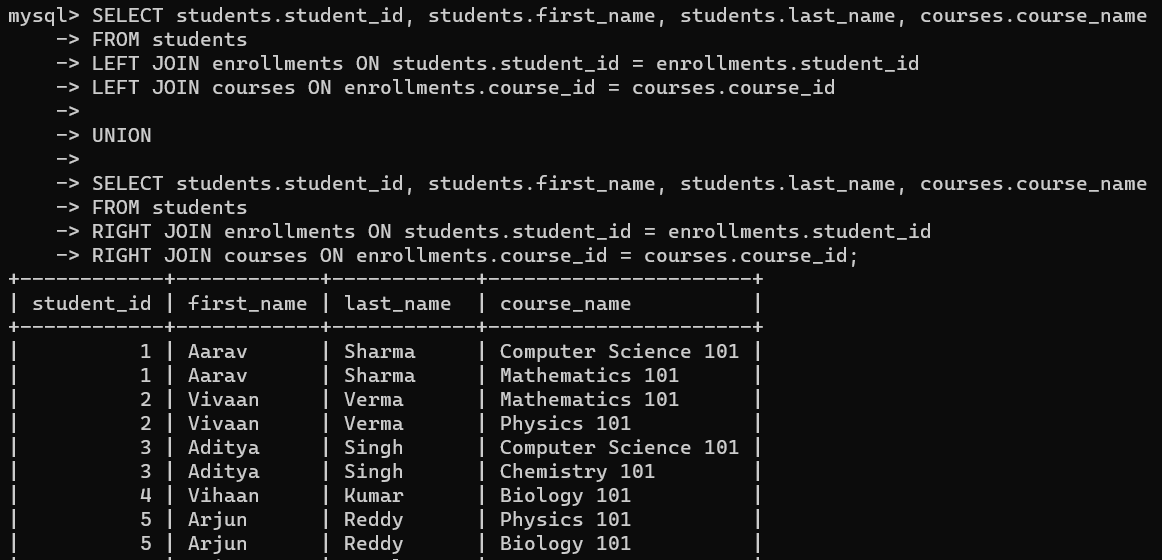 mysql> SELECT students.student_id, students.first_name, students.last_name, courses.course_name
    -> FROM students
    -> LEFT JOIN enrollments ON students.student_id = enrollments.student_id
    -> LEFT JOIN courses ON enrollments.course_id = courses.course_id
    ->
    -> UNION
    ->
    -> SELECT students.student_id, students.first_name, students.last_name, courses.course_name
    -> FROM students
    -> RIGHT JOIN enrollments ON students.student_id = enrollments.student_id
    -> RIGHT JOIN courses ON enrollments.course_id = courses.course_id;
+------------+------------+------------+----------------------+
| student_id | first_name | last_name  | course_name          |
+------------+------------+------------+----------------------+
|          1 | Aarav      | Sharma     | Computer Science 101 |
|          1 | Aarav      | Sharma     | Mathematics 101      |
|          2 | Vivaan     | Verma      | Mathematics 101      |
|          2 | Vivaan     | Verma      | Physics 101          |
|          3 | Aditya     | Singh      | Computer Science 101 |
|          3 | Aditya     | Singh      | Chemistry 101        |
|          4 | Vihaan     | Kumar      | Biology 101          |
|          5 | Arjun      | Reddy      | Physics 101          |
|          5 | Arjun      | Reddy      | Biology 101          |